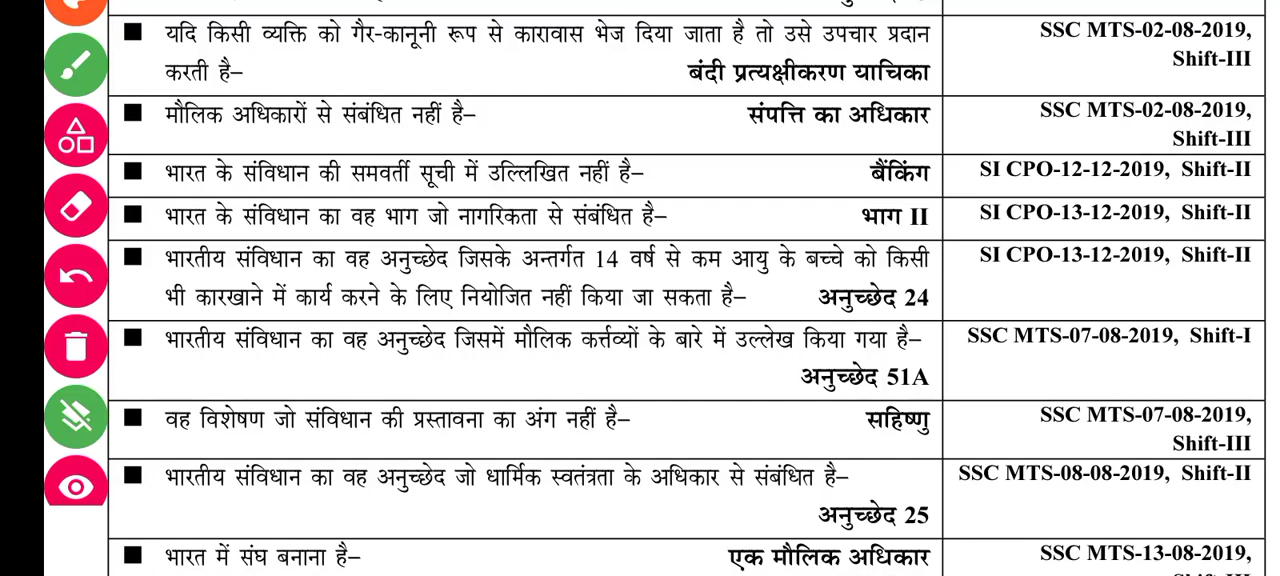 ■ यदि किसी व्यक्ति को गैर-कानूनी रूप से कारावास भेज दिया जाता है तो उसे उपचार प्रदान SSC MTS-02-08-2019,
करती है– बंदी प्रत्यक्षीकरण याचिका Shift-III
■ मौलिक अधिकारों से संबंधित नहीं है– संपत्ति का अधिकार SSC MTS-02-08-2019,
Shift-III
■ भारत के संविधान की समवर्ती सूची में उल्लिखित नहीं है– बैंकिंग SI CPO-12-12-2019, Shift-II
■ भारत के संविधान का वह भाग जो नागरिकता से संबंधित है– भाग II SI CPO-13-12-2019, Shift-II
■ भारतीय संविधान का वह अनुच्छेद जिसके अन्तर्गत 14 वर्ष से कम आयु के बच्चे को किसी SI CPO-13-12-2019, Shift-II
भी कारखाने में कार्य करने के लिए नियोजित नहीं किया जा सकता है– अनुच्छेद 24
■ भारतीय संविधान का वह अनुच्छेद जिसमें मौलिक कर्त्तव्यों के बारे में उल्लेख किया गया है– SSC MTS-07-08-2019, Shift-I
अनुच्छेद 51A
■ वह विशेषण जो संविधान की प्रस्तावना का अंग नहीं है– सहिष्णु SSC MTS-07-08-2019,
Shift-III
■ भारतीय संविधान का वह अनुच्छेद जो धार्मिक स्वतंत्रता के अधिकार से संबंधित है– SSC MTS-08-08-2019, Shift-II
अनुच्छेद 25
■ भारत में संघ बनाना है– एक मौलिक अधिकार SSC MTS-13-08-2019,